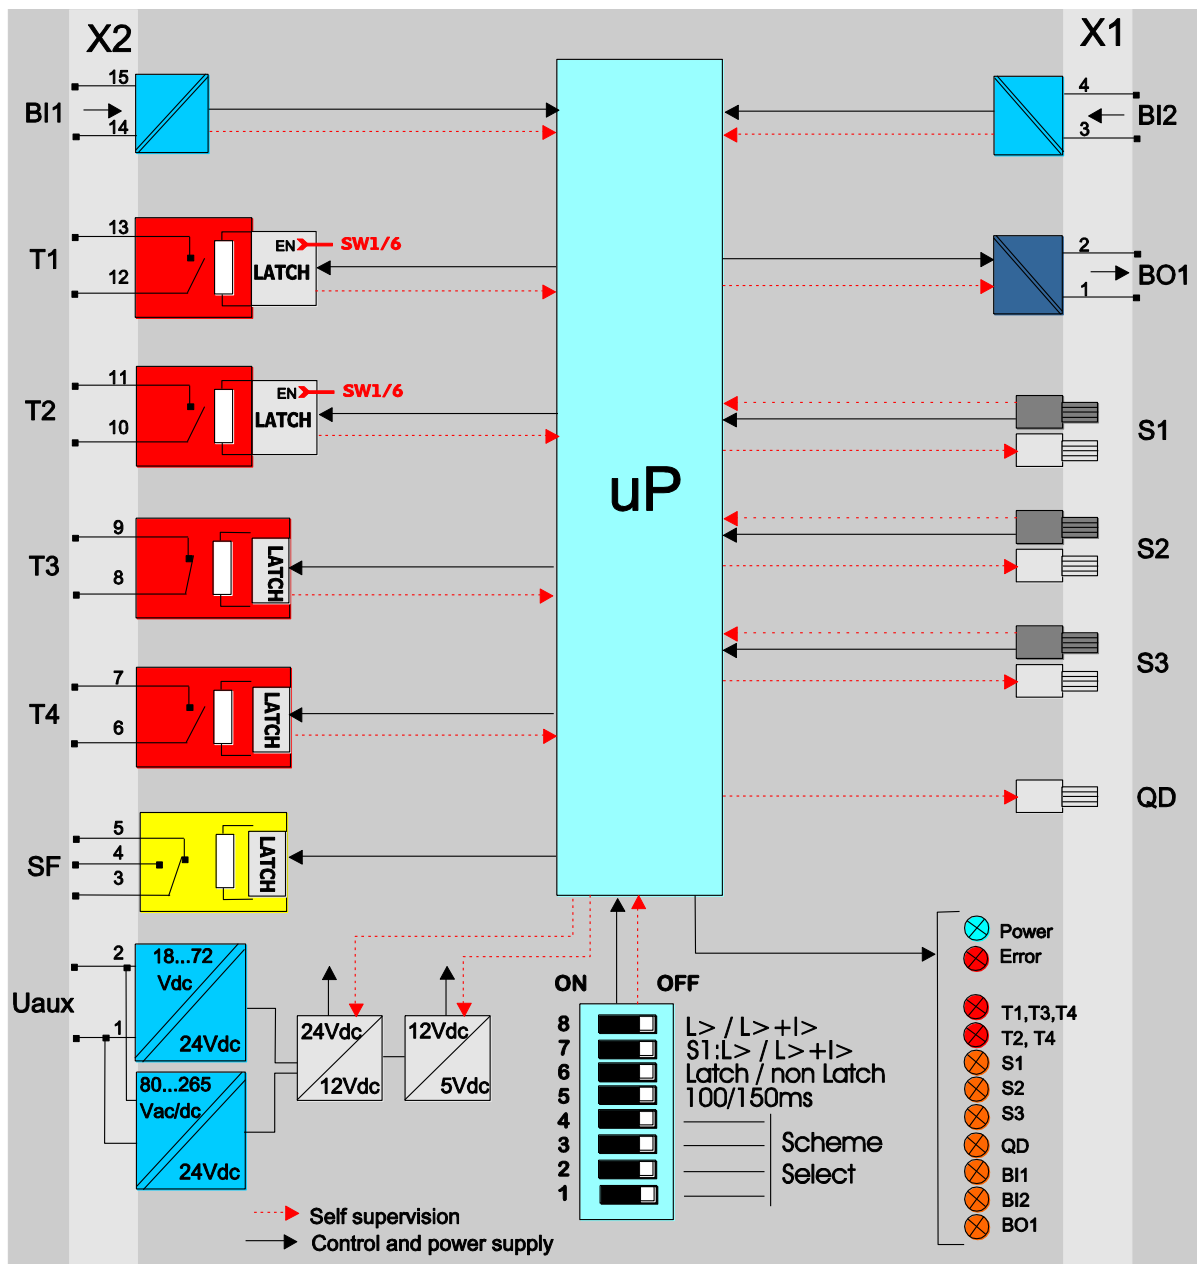 X2
X1
15
BI1
14
4
BI2
3
13
T1
12
EN SW1/6
LATCH
2
BO1
1
11
T2
10
EN SW1/6
LATCH
S1
uP
9
T3
8
LATCH
S2
7
T4
6
LATCH
S3
QD
5
4
SF
3
LATCH
2
Uaux
1
18...72
Vdc
24Vdc
80...265
Vac/dc
24Vdc
24Vdc
12Vdc
12Vdc
5Vdc
ON OFF
8 L> / L>+I>
7 S1:L> / L>+I>
6 Latch / non Latch
5 100/150ms
4
3
2
1
Scheme
Select
Power
Error
T1,T3,T4
T2, T4
S1
S2
S3
QD
BI1
BI2
BO1
Self supervision
Control and power supply